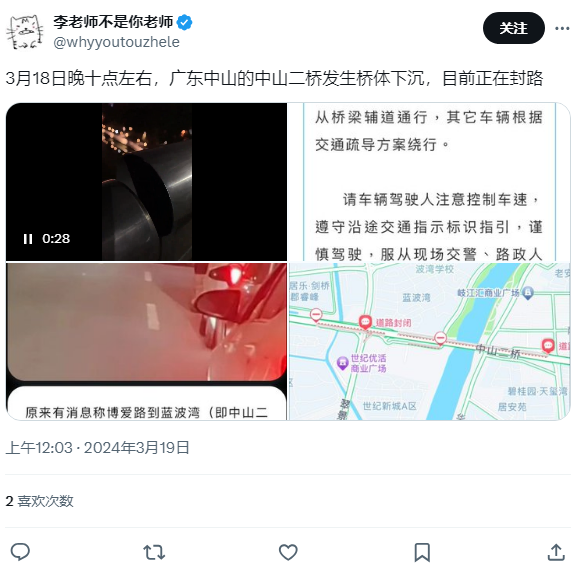 李老师不是你老师
@whyyoutouzhele
关注
3月18日晚十点左右，广东中山的中山二桥发生桥体下沉，目前正在封路
0:28
从桥梁辅道通行，其它车辆根据
交通疏导方案绕行。
请车辆驾驶人注意控制车速，
遵守沿途交通指示标识指引，谨
慎驾驶，服从现场交警、路政人
原来有消息称博爱路到蓝波湾（即中山二
波湾学校
居乐·剑桥
郡睿峰
蓝波湾
岐江汇商业广场
老安
道路封闭
道路
中山二桥
世纪优活
商业广场
碧桂园·天玺湾
世纪新城A区
居安苑
上午12:03 · 2024年3月19日
2 喜欢次数